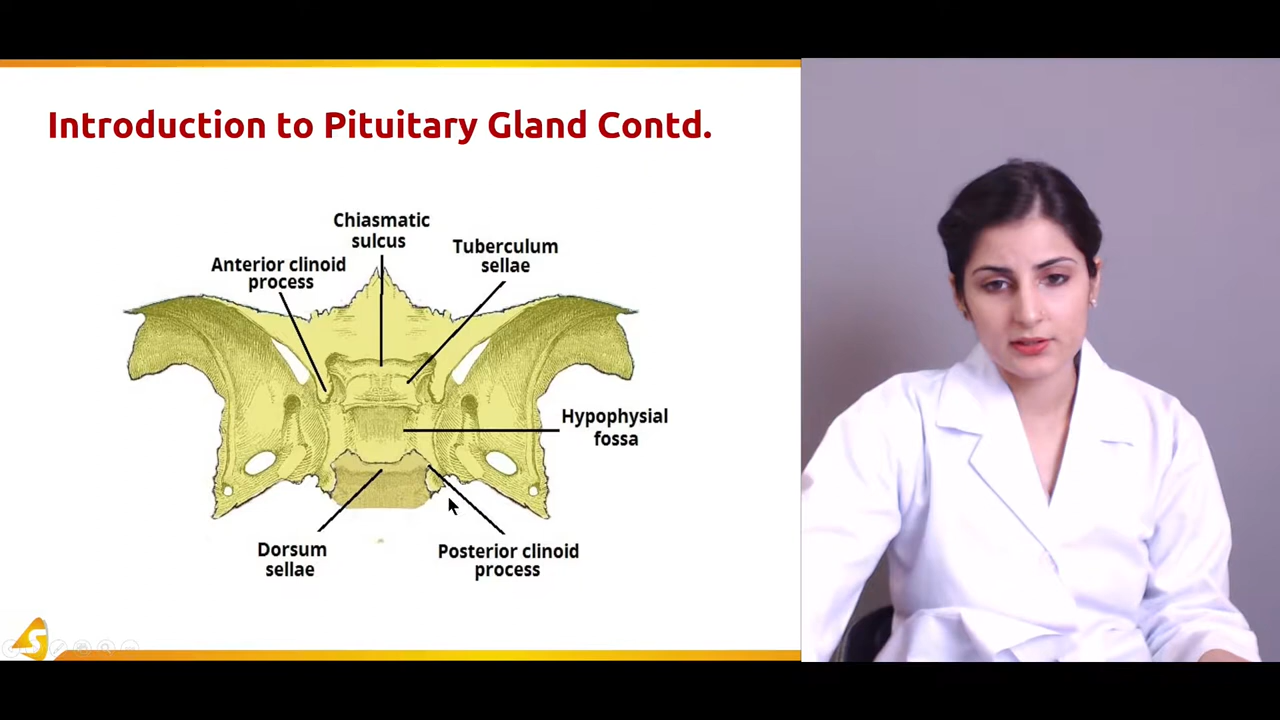 Introduction to Pituitary Gland Contd.
Chiasmatic
sulcus
Tuberculum
sellae
Anterior clinoid
process
Hypophysial
fossa
Dorsum
sellae
Posterior clinoid
process
S